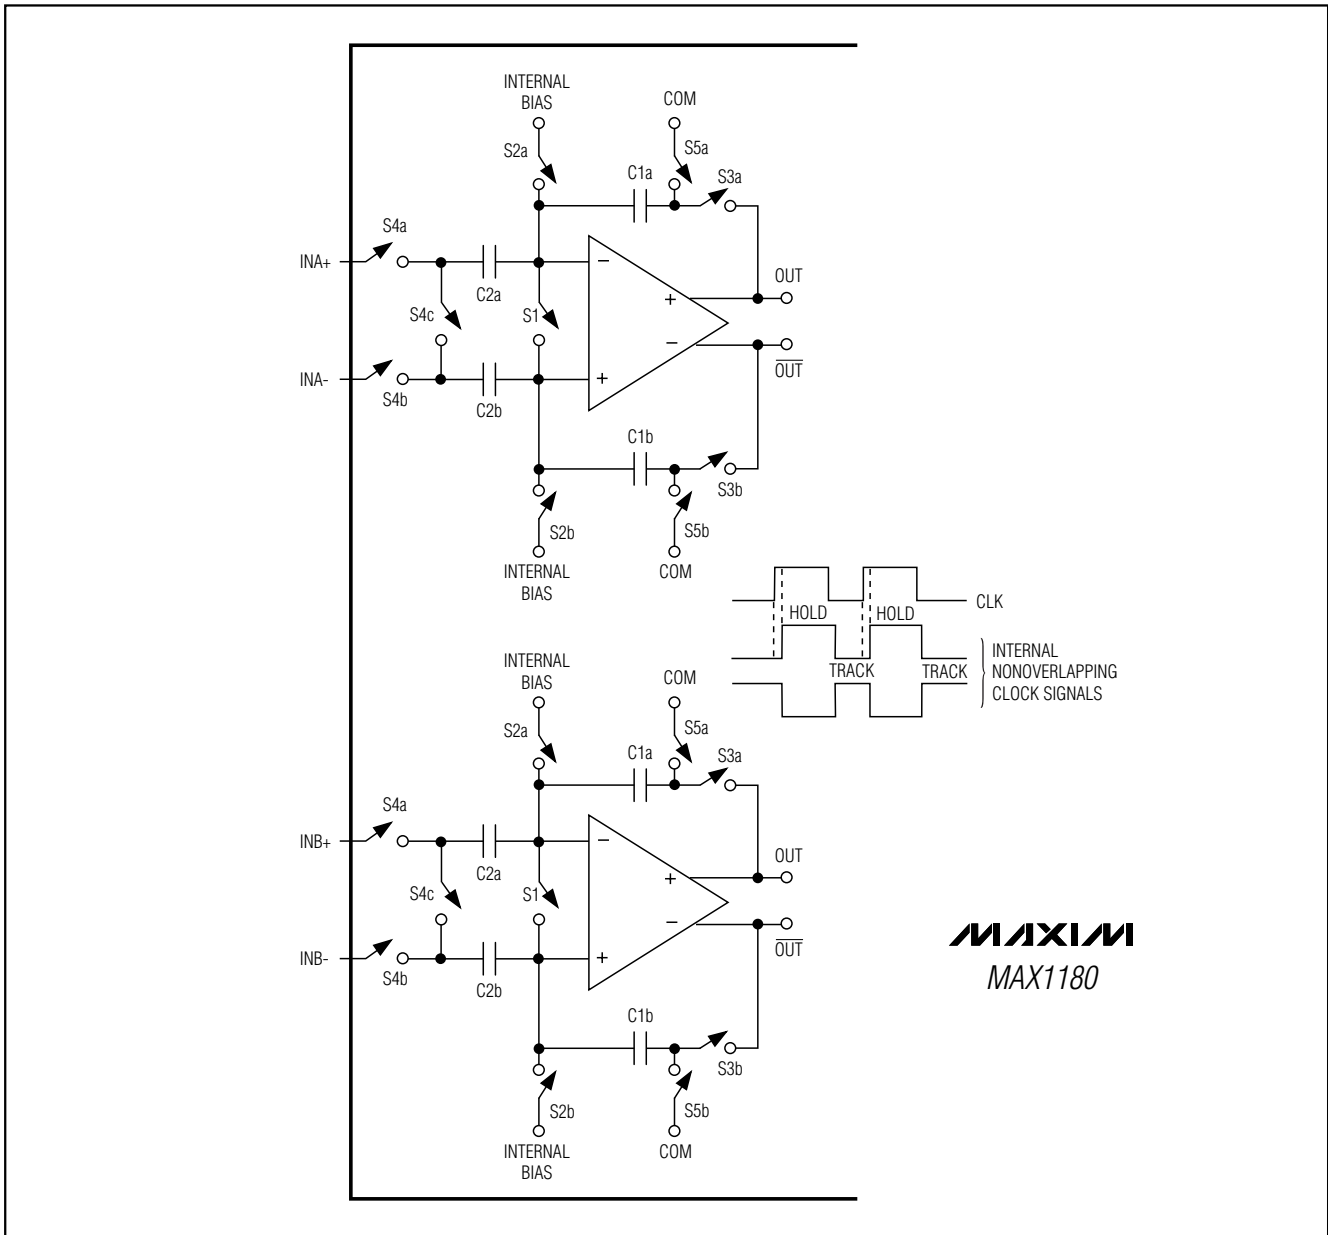 INTERNAL
BIAS
COM
S2a
S5a
C1a
S3a
S4a
INA+
−
C2a
OUT
+
S4c
S1
−
OUT
INA-
+
S4b
C2b
C1b
S3b
S2b
S5b
INTERNAL
BIAS
COM
CLK
HOLD
HOLD
TRACK
TRACK
INTERNAL
NONOVERLAPPING
CLOCK SIGNALS
INTERNAL
BIAS
COM
S2a
S5a
C1a
S3a
S4a
INB+
−
C2a
OUT
+
S4c
S1
−
OUT
INB-
+
S4b
C2b
C1b
S3b
S2b
S5b
INTERNAL
BIAS
COM
MAXIM
MAX1180